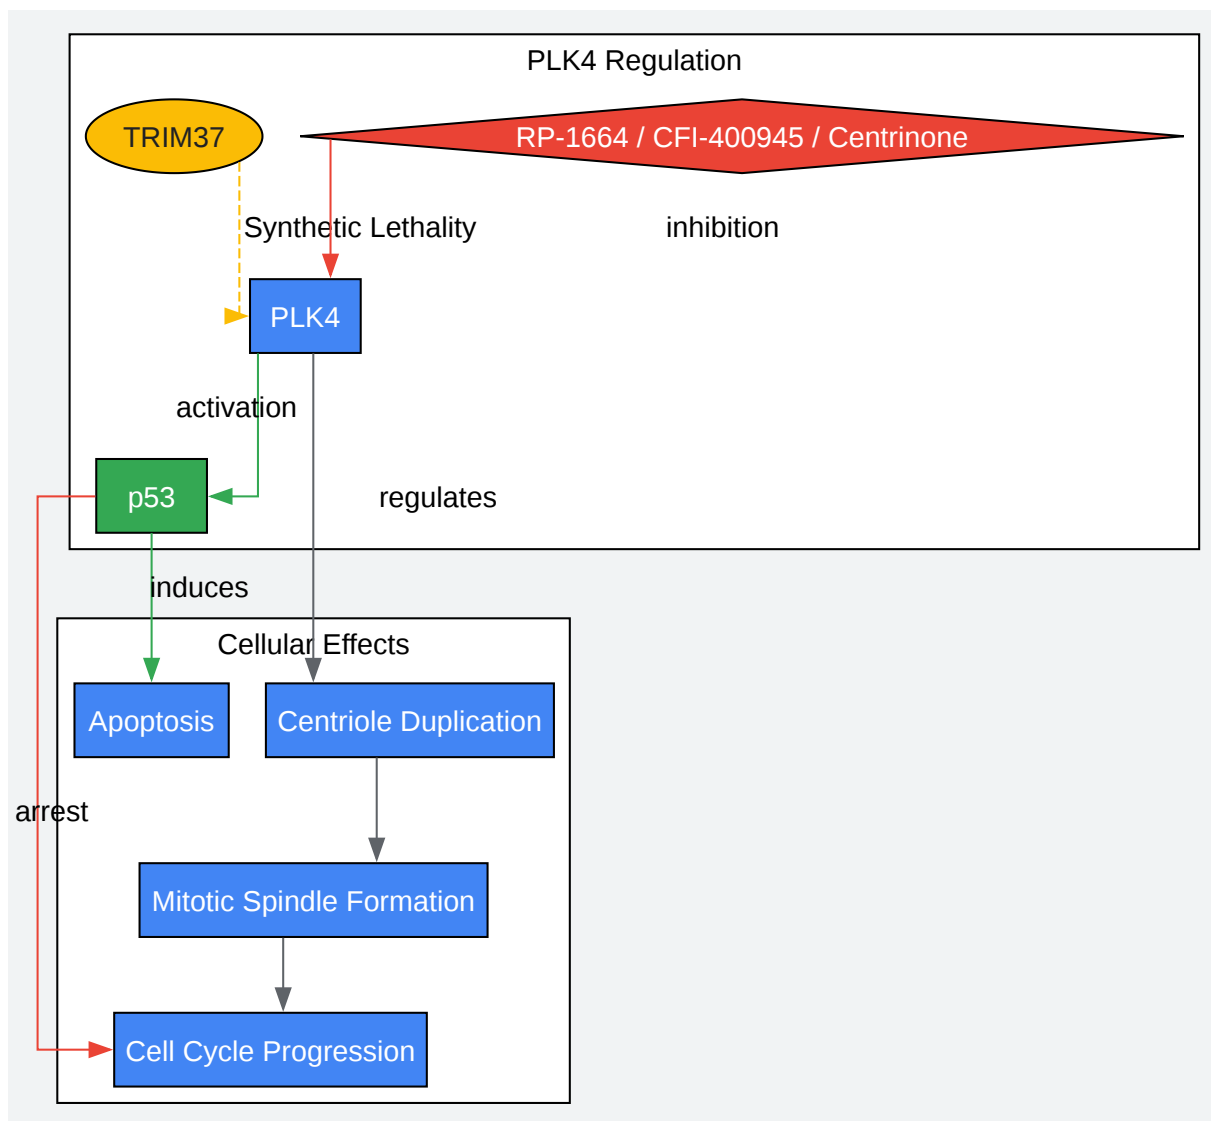 PLK4 Regulation
TRIM37
RP-1664 / CFI-400945 / Centrinone
Synthetic Lethality
inhibition
PLK4
activation
p53
regulates
induces
Cellular Effects
Apoptosis
Centriole Duplication
arrest
Mitotic Spindle Formation
Cell Cycle Progression